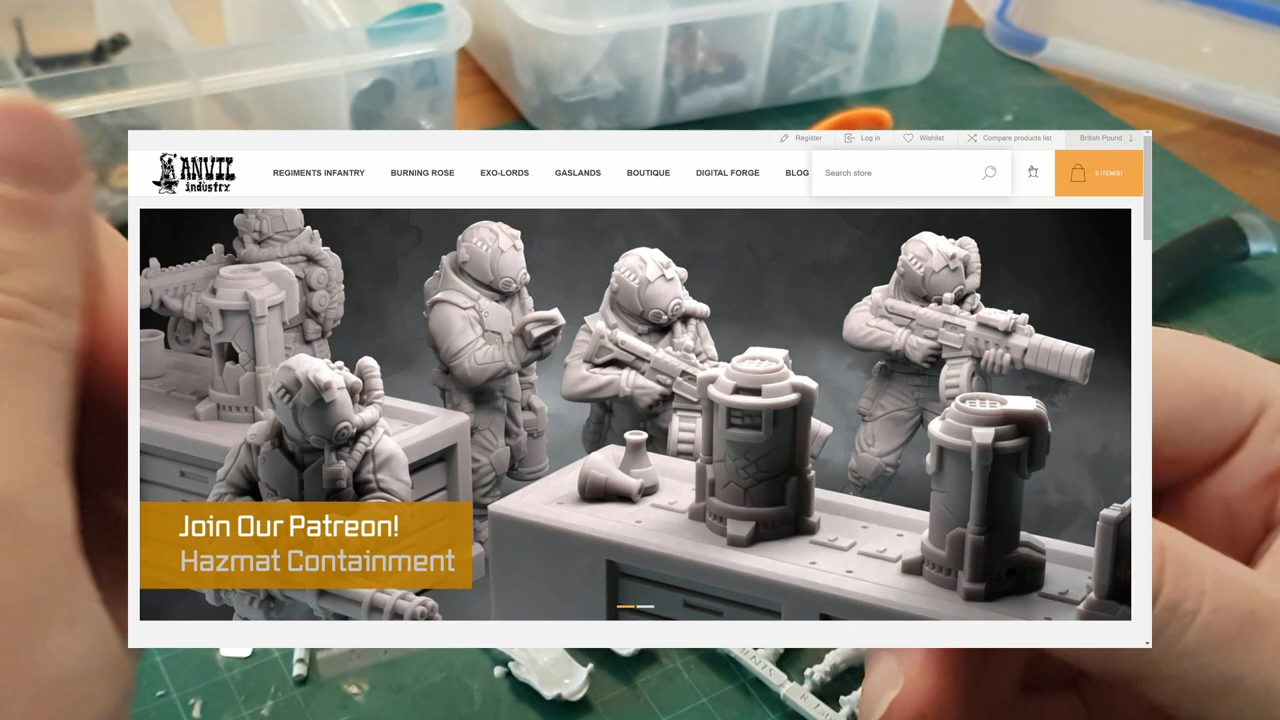 Register
Log in
Wishlist
Compare products list
British Pound
ANVIL
industry
REGIMENTS INFANTRY
BURNING ROSE
EXO-LORDS
GASLANDS
BOUTIQUE
DIGITAL FORGE
BLOG
Search store
0 ITEM(S)
Join Our Patreon!
Hazmat Containment